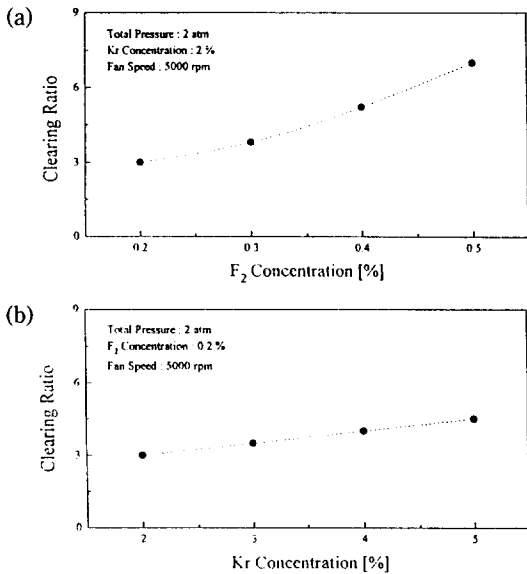 (a)
9
Total Pressure : 2 atm
Kr Concentration : 2 %
Fan Speed : 5000 rpm
Clearing Ratio
6
3
0
0.2 0.3 0.4 0.5
F₂ Concentration [%]
(b)
9
Total Pressure : 2 atm
F₂ Concentration : 0.2 %
Fan Speed : 5000 rpm
Clearing Ratio
6
3
0
2 3 4 5
Kr Concentration [%]